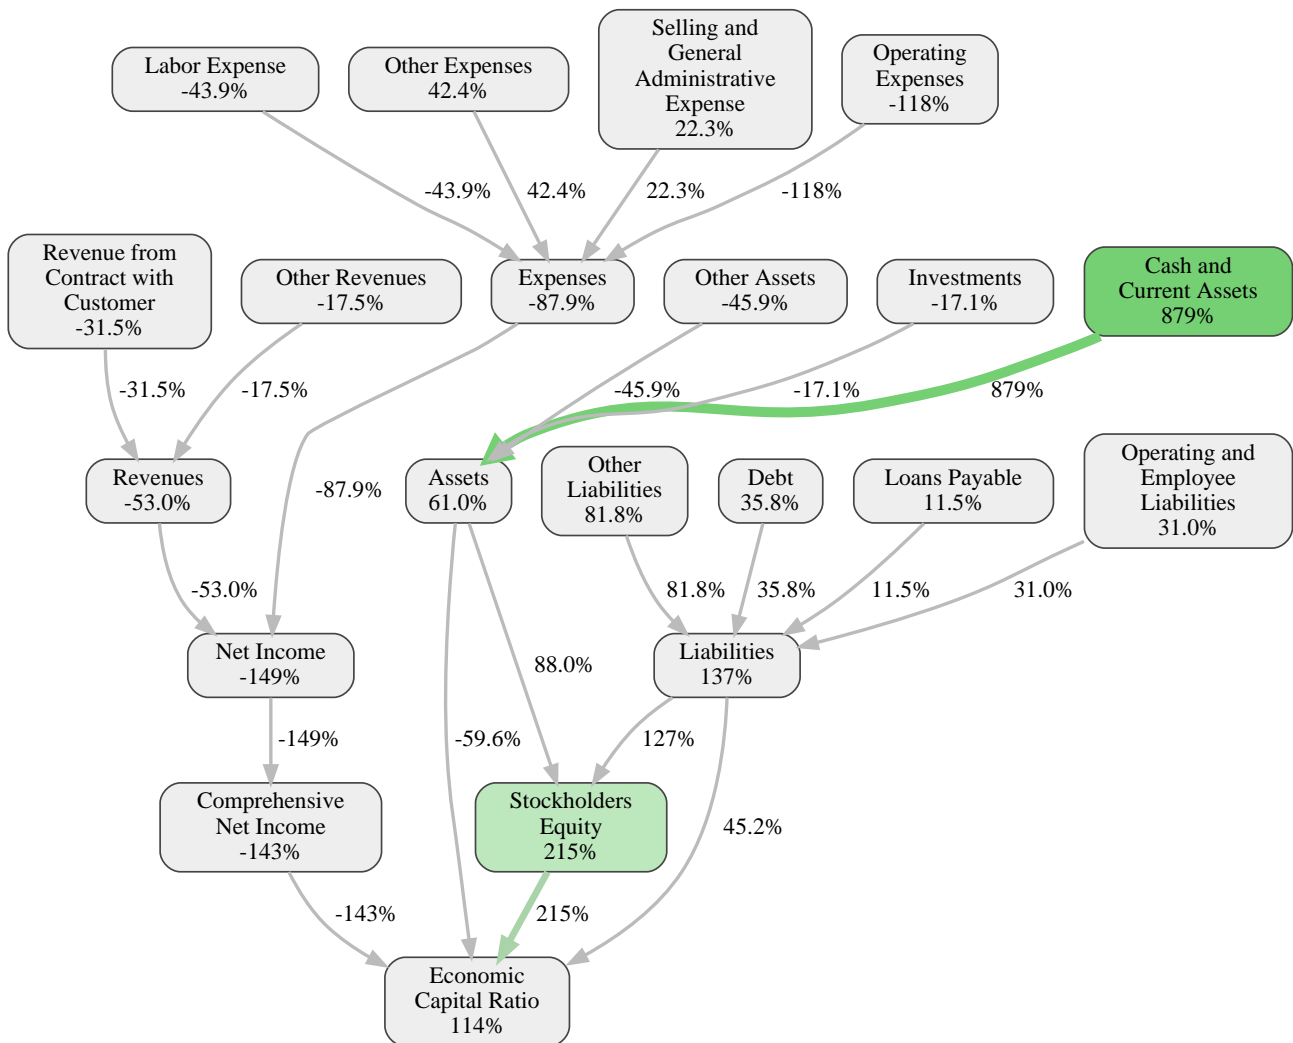 Labor Expense
-43.9%
Other Expenses
42.4%
Selling and
General
Administrative
Expense
22.3%
Operating
Expenses
-118%
-43.9%
42.4%
22.3%
-118%
Revenue from
Contract with
Customer
-31.5%
Other Revenues
-17.5%
Expenses
-87.9%
Other Assets
-45.9%
Investments
-17.1%
Cash and
Current Assets
879%
-31.5%
-17.5%
-45.9%
-17.1%
879%
Revenues
-53.0%
-87.9%
Assets
61.0%
Other
Liabilities
81.8%
Debt
35.8%
Loans Payable
11.5%
Operating and
Employee
Liabilities
31.0%
-53.0%
81.8%
35.8%
11.5%
31.0%
Net Income
-149%
88.0%
Liabilities
137%
-149%
-59.6%
127%
Comprehensive
Net Income
-143%
Stockholders
Equity
215%
45.2%
-143%
215%
Economic
Capital Ratio
114%